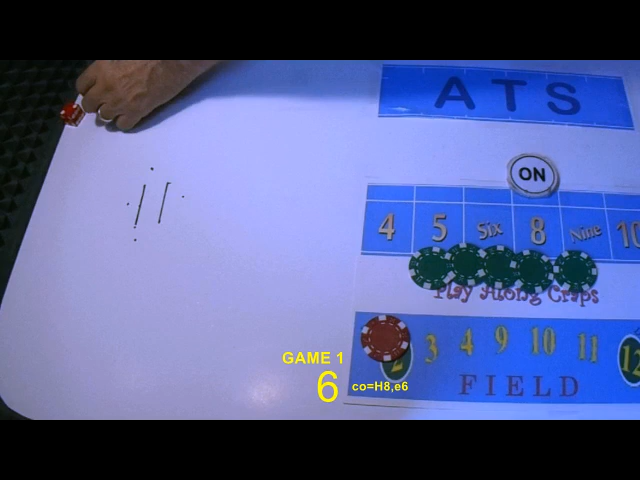 ATS
ON
4 5 Six 8 Nine 10
Play Along Craps
2 3 4 9 10 11 12
FIELD
GAME 1
6 co=H8,e6